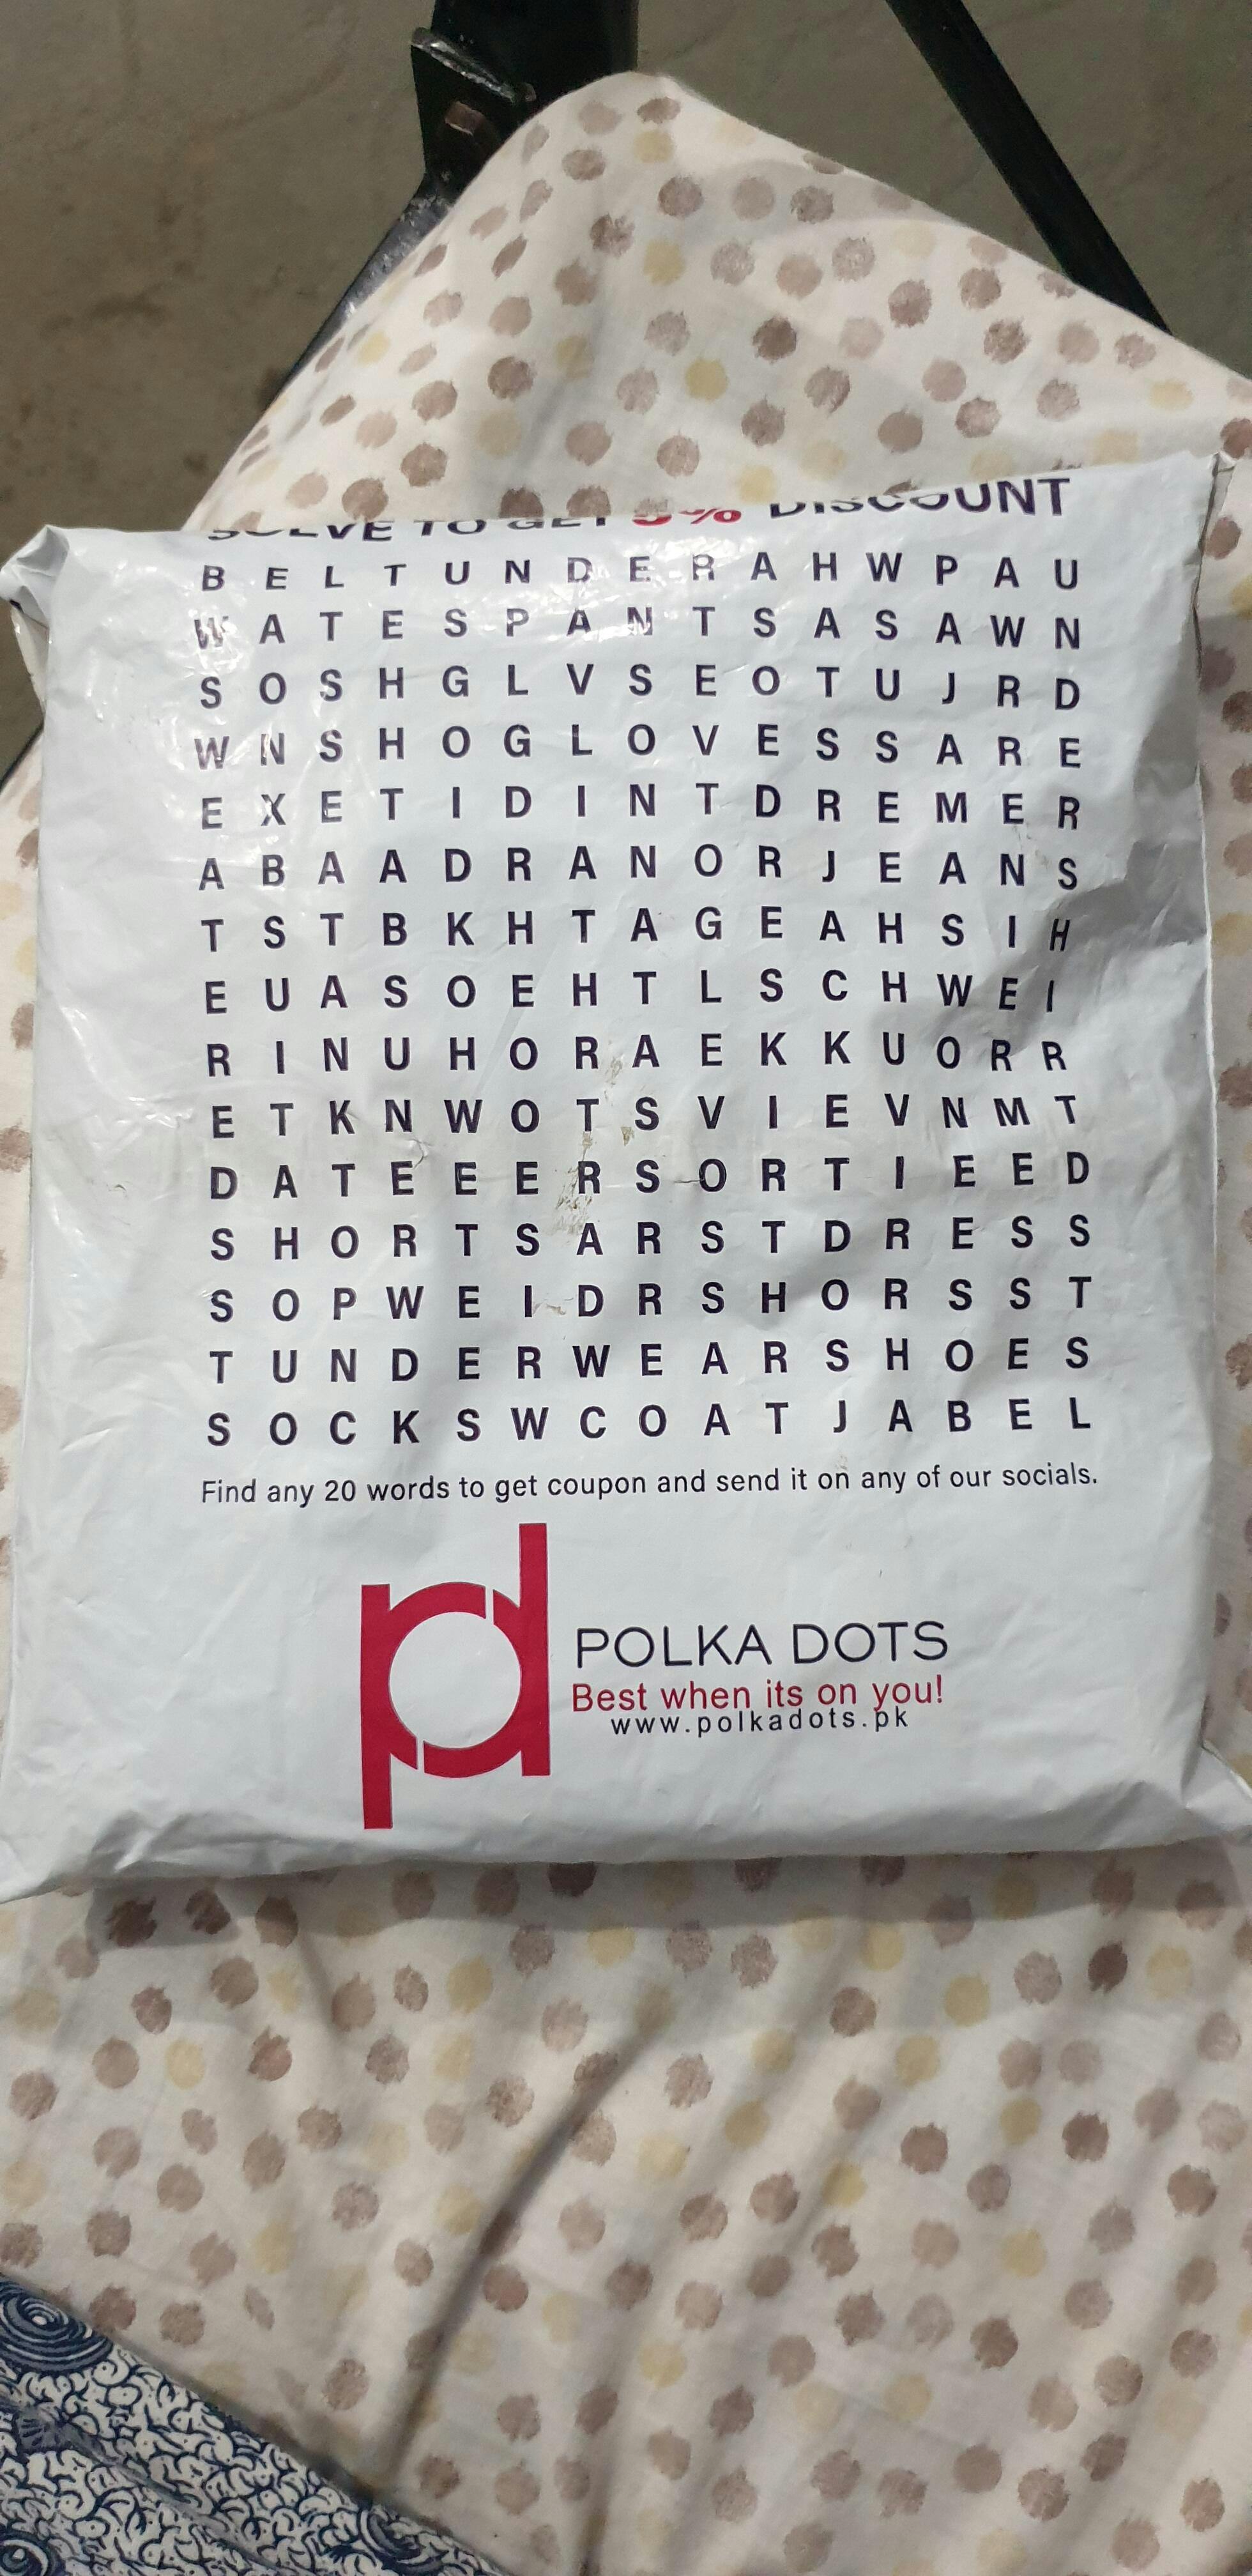 SOLVE TO GET 5% DISCOUNT
B E L T U N D E R A H W P A U
W A T E S P A N T S A S A W N
S O S H G L V S E O T U J R D
W N S H O G L O V E S S A R E
E X E T I D I N T D R E M E R
A B A A D R A N O R J E A N S
T S T B K H T A G E A H S I H
E U A S O E H T L S C H W E I
R I N U H O R A E K K U O R R
E T K N W O T S V I E V N M T
D A T E E E R S O R T I E E D
S H O R T S A R S T D R E S S
S O P W E I D R S H O R S S T
T U N D E R W E A R S H O E S
S O C K S W C O A T J A B E L
Find any 20 words to get coupon and send it on any of our socials.
pd
POLKA DOTS
Best when its on you!
www.polkadots.pk